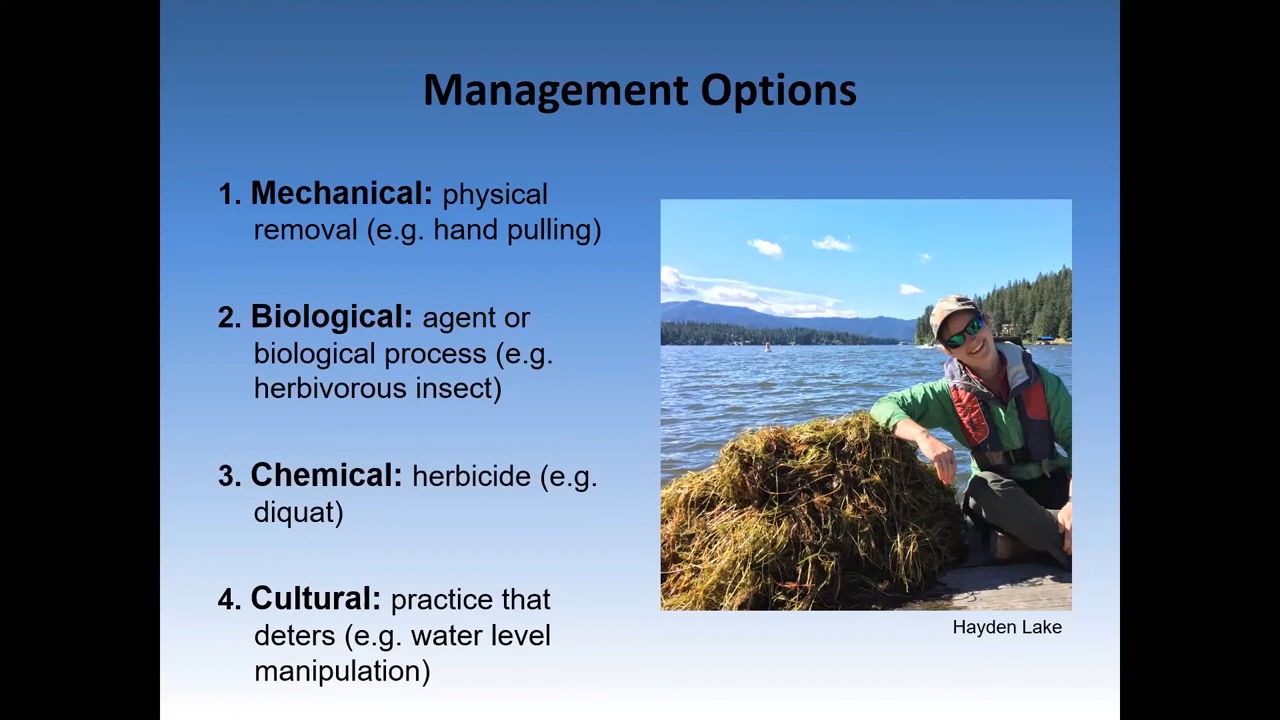 Management Options
1. Mechanical: physical
removal (e.g. hand pulling)
2. Biological: agent or
biological process (e.g.
herbivorous insect)
3. Chemical: herbicide (e.g.
diquat)
4. Cultural: practice that
deters (e.g. water level
manipulation)
Hayden Lake